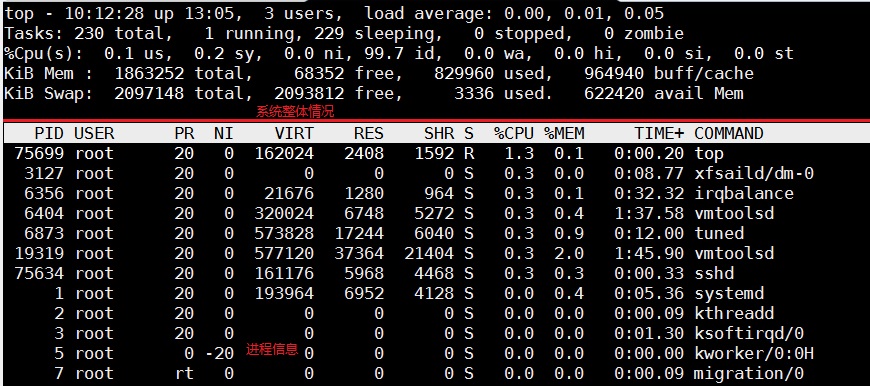 top - 10:12:28 up 13:05,  3 users,  load average: 0.00, 0.01, 0.05
Tasks: 230 total,   1 running, 229 sleeping,   0 stopped,   0 zombie
%Cpu(s):  0.1 us,  0.2 sy,  0.0 ni, 99.7 id,  0.0 wa,  0.0 hi,  0.0 si,  0.0 st
KiB Mem :  1863252 total,    68352 free,   829960 used,   964940 buff/cache
KiB Swap:  2097148 total,  2093812 free,     3336 used.   622420 avail Mem
系统整体情况
PID USER      PR  NI    VIRT    RES    SHR S  %CPU %MEM     TIME+ COMMAND
75699 root      20   0  162024   2408   1592 R   1.3  0.1   0:00.20 top
3127 root      20   0       0      0      0 S   0.3  0.0   0:08.77 xfsaild/dm-0
6356 root      20   0   21676   1280    964 S   0.3  0.1   0:32.32 irqbalance
6404 root      20   0  320024   6748   5272 S   0.3  0.4   1:37.58 vmtoolsd
6873 root      20   0  573828  17244   6040 S   0.3  0.9   0:12.00 tuned
19319 root      20   0  577120  37364  21404 S   0.3  2.0   1:45.90 vmtoolsd
75634 root      20   0  161176   5968   4468 S   0.3  0.3   0:00.33 sshd
1 root      20   0  193964   6952   4128 S   0.0  0.4   0:05.36 systemd
2 root      20   0       0      0      0 S   0.0  0.0   0:00.09 kthreadd
3 root      20   0       0      0      0 S   0.0  0.0   0:01.30 ksoftirqd/0
5 root       0 -20 进程信息 0      0      0 S   0.0  0.0   0:00.00 kworker/0:0H
7 root      rt   0       0      0      0 S   0.0  0.0   0:00.09 migration/0